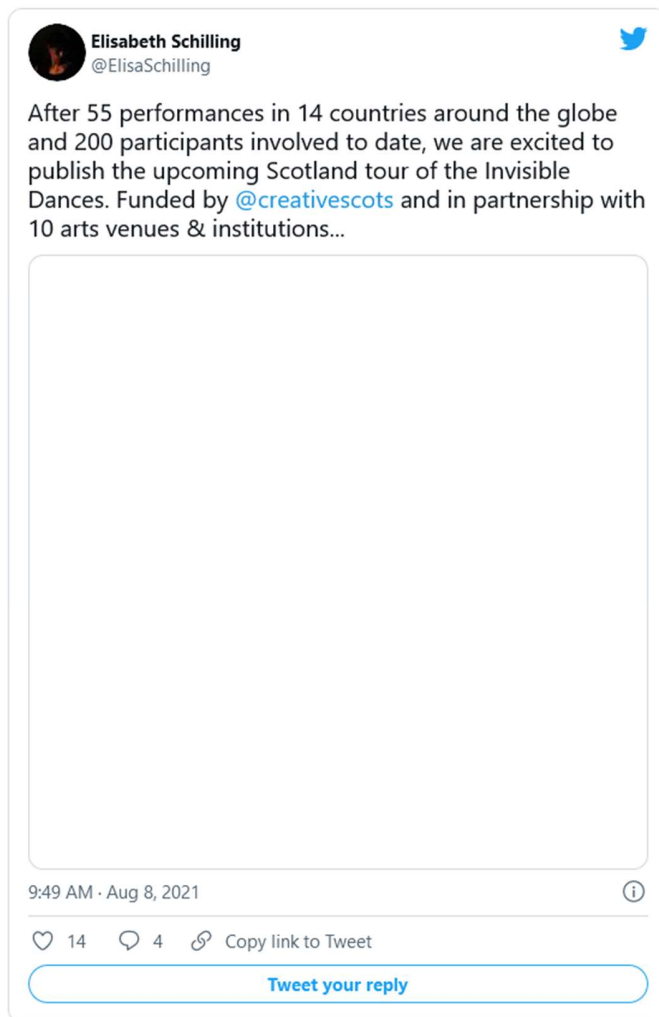 Elisabeth Schilling
@ElisaSchilling
After 55 performances in 14 countries around the globe
and 200 participants involved to date, we are excited to
publish the upcoming Scotland tour of the Invisible
Dances. Funded by @creativescots and in partnership with
10 arts venues & institutions...
9:49 AM · Aug 8, 2021
14 4 Copy link to Tweet
Tweet your reply